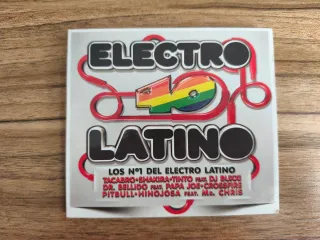 ELECTRO
40
LATINO
LOS Nº1 DEL ELECTRO LATINO
TACABRO•SHAKIRA•TINTO FEAT. DJ BLECO
DR. BELLIDO FEAT. PAPA JOE•CROSSFIRE
PITBULL•HINOJOSA FEAT. MR. CHRIS